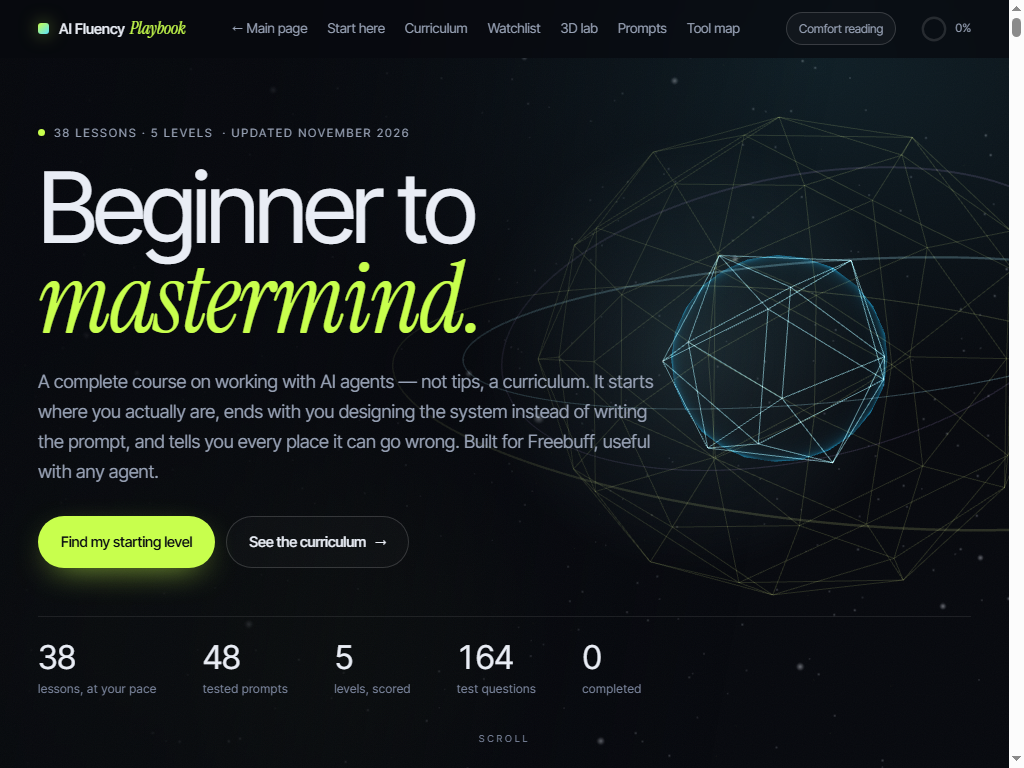 AI Fluency Playbook
← Main page
Start here
Curriculum
Watchlist
3D lab
Prompts
Tool map
Comfort reading
0%
38 LESSONS · 5 LEVELS · UPDATED NOVEMBER 2026
Beginner to
mastermind.
A complete course on working with AI agents — not tips, a curriculum. It starts
where you actually are, ends with you designing the system instead of writing
the prompt, and tells you every place it can go wrong. Built for Freebuff, useful
with any agent.
Find my starting level
See the curriculum →
38
lessons, at your pace
48
tested prompts
5
levels, scored
164
test questions
0
completed
SCROLL